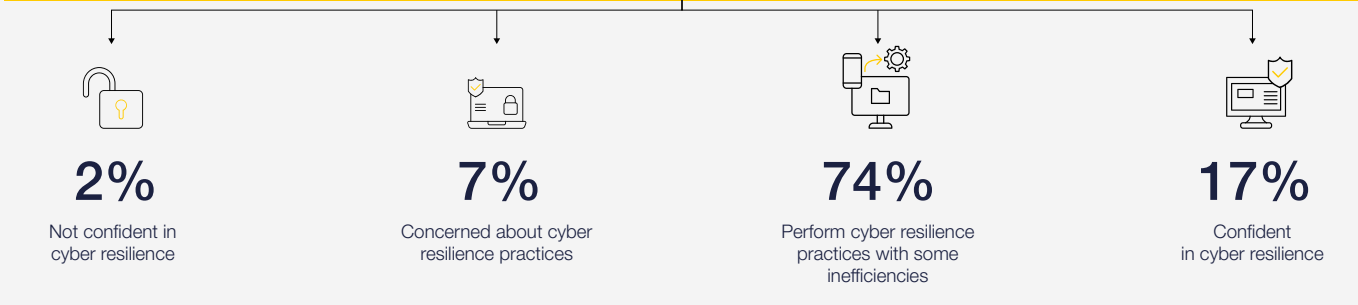 2%
Not confident in
cyber resilience
7%
Concerned about cyber
resilience practices
74%
Perform cyber resilience
practices with some
inefficiencies
17%
Confident
in cyber resilience